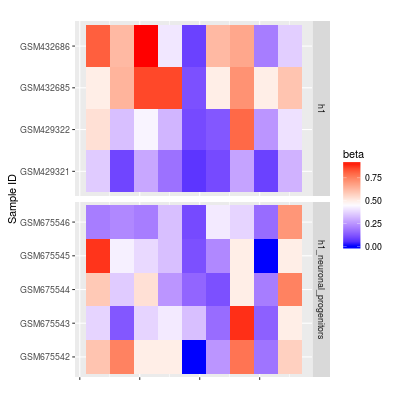 GSM432686
GSM432685
GSM429322
GSM429321
h1
GSM675546
GSM675545
GSM675544
GSM675543
GSM675542
h1_neuronal_progenitors
Sample ID
beta
0.75
0.50
0.25
0.00